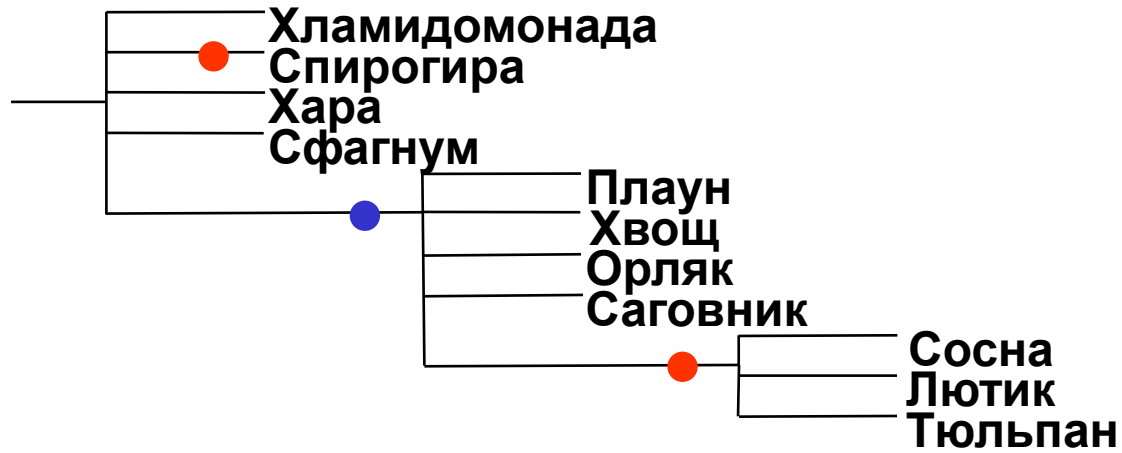 Хламидомонада
Спирогира
Хара
Сфагнум
Плаун
Хвощ
Орляк
Саговник
Сосна
Лютик
Тюльпан